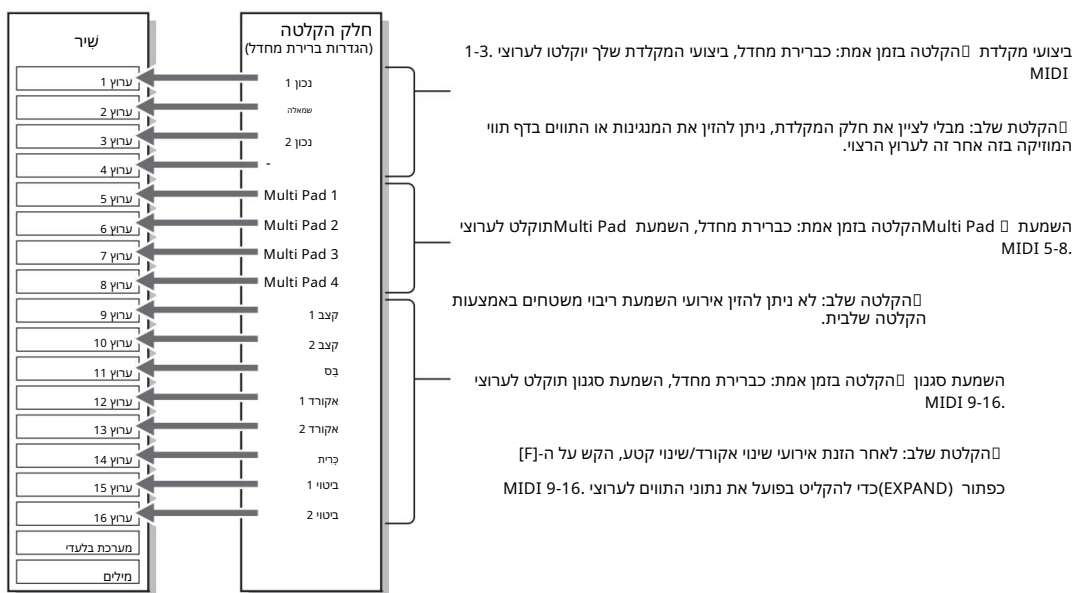 שִׁיר
ערוץ 1
ערוץ 2
ערוץ 3
ערוץ 4
ערוץ 5
ערוץ 6
ערוץ 7
ערוץ 8
ערוץ 9
ערוץ 10
ערוץ 11
ערוץ 12
ערוץ 13
ערוץ 14
ערוץ 15
ערוץ 16
מערכת בלעדי
מילים
חלק הקלטה
(הגדרות ברירת מחדל)
נכון 1
שמאלה
נכון 2
-
Multi Pad 1
Multi Pad 2
Multi Pad 3
Multi Pad 4
קצב 1
קצב 2
בַּס
אקורד 1
אקורד 2
כָּרִית
ביטוי 1
ביטוי 2
ביצועי מקלדת ▯הקלטה בזמן אמת: כברירת מחדל, ביצועי המקלדת שלך יוקלטו לערוצי .1-3
MIDI
▯הקלטת שלב: מבלי לציין את חלק המקלדת, ניתן להזין את המנגינות או התווים בדף תווי
המוזיקה בזה אחר זה לערוץ הרצוי.
השמעת Multi Pad ▯הקלטה בזמן אמת: כברירת מחדל, השמעת Multi Padתוקלט לערוצי
.MIDI 5-8
▯הקלטה שלב: לא ניתן להזין אירועי השמעת ריבוי משטחים באמצעות
הקלטה שלבית.
השמעת סגנון ▯הקלטה בזמן אמת: כברירת מחדל, השמעת סגנון תוקלט לערוצי
.MIDI 9-16
▯הקלטת שלב: לאחר הזנת אירועי שינוי אקורד/שינוי קטע, הקש על ה-[F]
כפתור (EXPAND)כדי להקליט בפועל את נתוני התווים לערוצי .MIDI 9-16